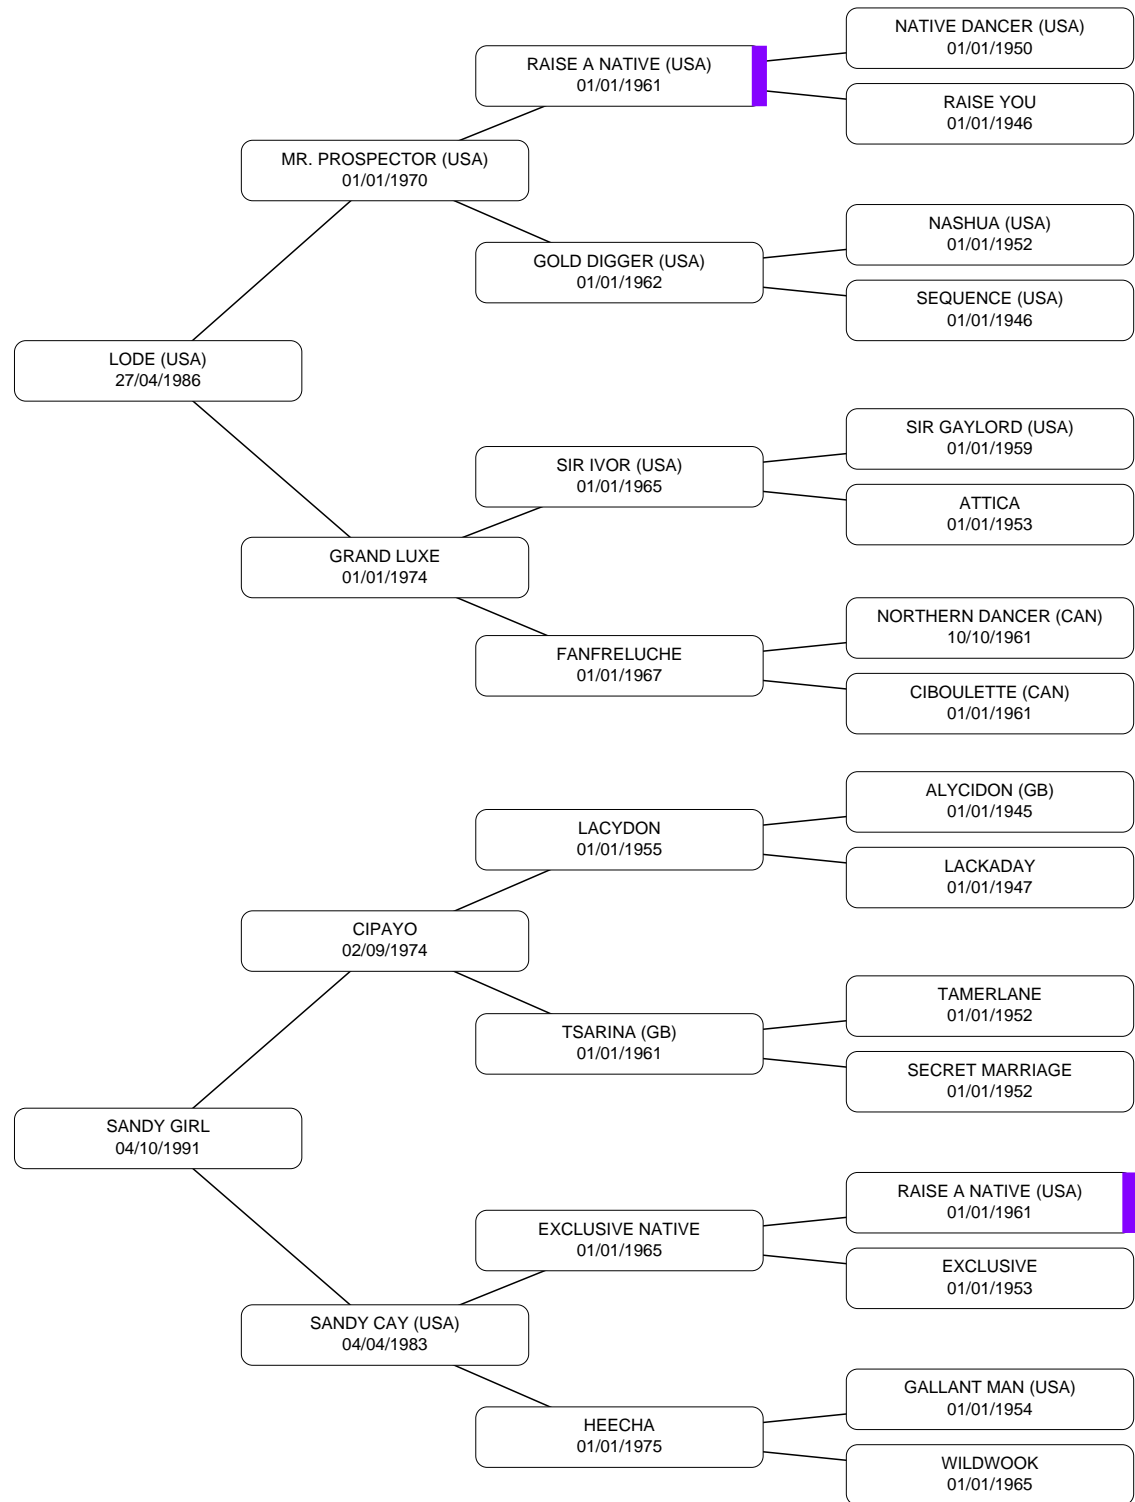 NATIVE DANCER (USA)
01/01/1950
RAISE A NATIVE (USA)
01/01/1961
RAISE YOU
01/01/1946
MR. PROSPECTOR (USA)
01/01/1970
NASHUA (USA)
01/01/1952
GOLD DIGGER (USA)
01/01/1962
SEQUENCE (USA)
01/01/1946
LODE (USA)
27/04/1986
SIR GAYLORD (USA)
01/01/1959
SIR IVOR (USA)
01/01/1965
ATTICA
01/01/1953
GRAND LUXE
01/01/1974
NORTHERN DANCER (CAN)
10/10/1961
FANFRELUCHE
01/01/1967
CIBOULETTE (CAN)
01/01/1961
ALYCIDON (GB)
01/01/1945
LACYDON
01/01/1955
LACKADAY
01/01/1947
CIPAYO
02/09/1974
TAMERLANE
01/01/1952
TSARINA (GB)
01/01/1961
SECRET MARRIAGE
01/01/1952
SANDY GIRL
04/10/1991
RAISE A NATIVE (USA)
01/01/1961
EXCLUSIVE NATIVE
01/01/1965
EXCLUSIVE
01/01/1953
SANDY CAY (USA)
04/04/1983
GALLANT MAN (USA)
01/01/1954
HEECHA
01/01/1975
WILDWOOK
01/01/1965